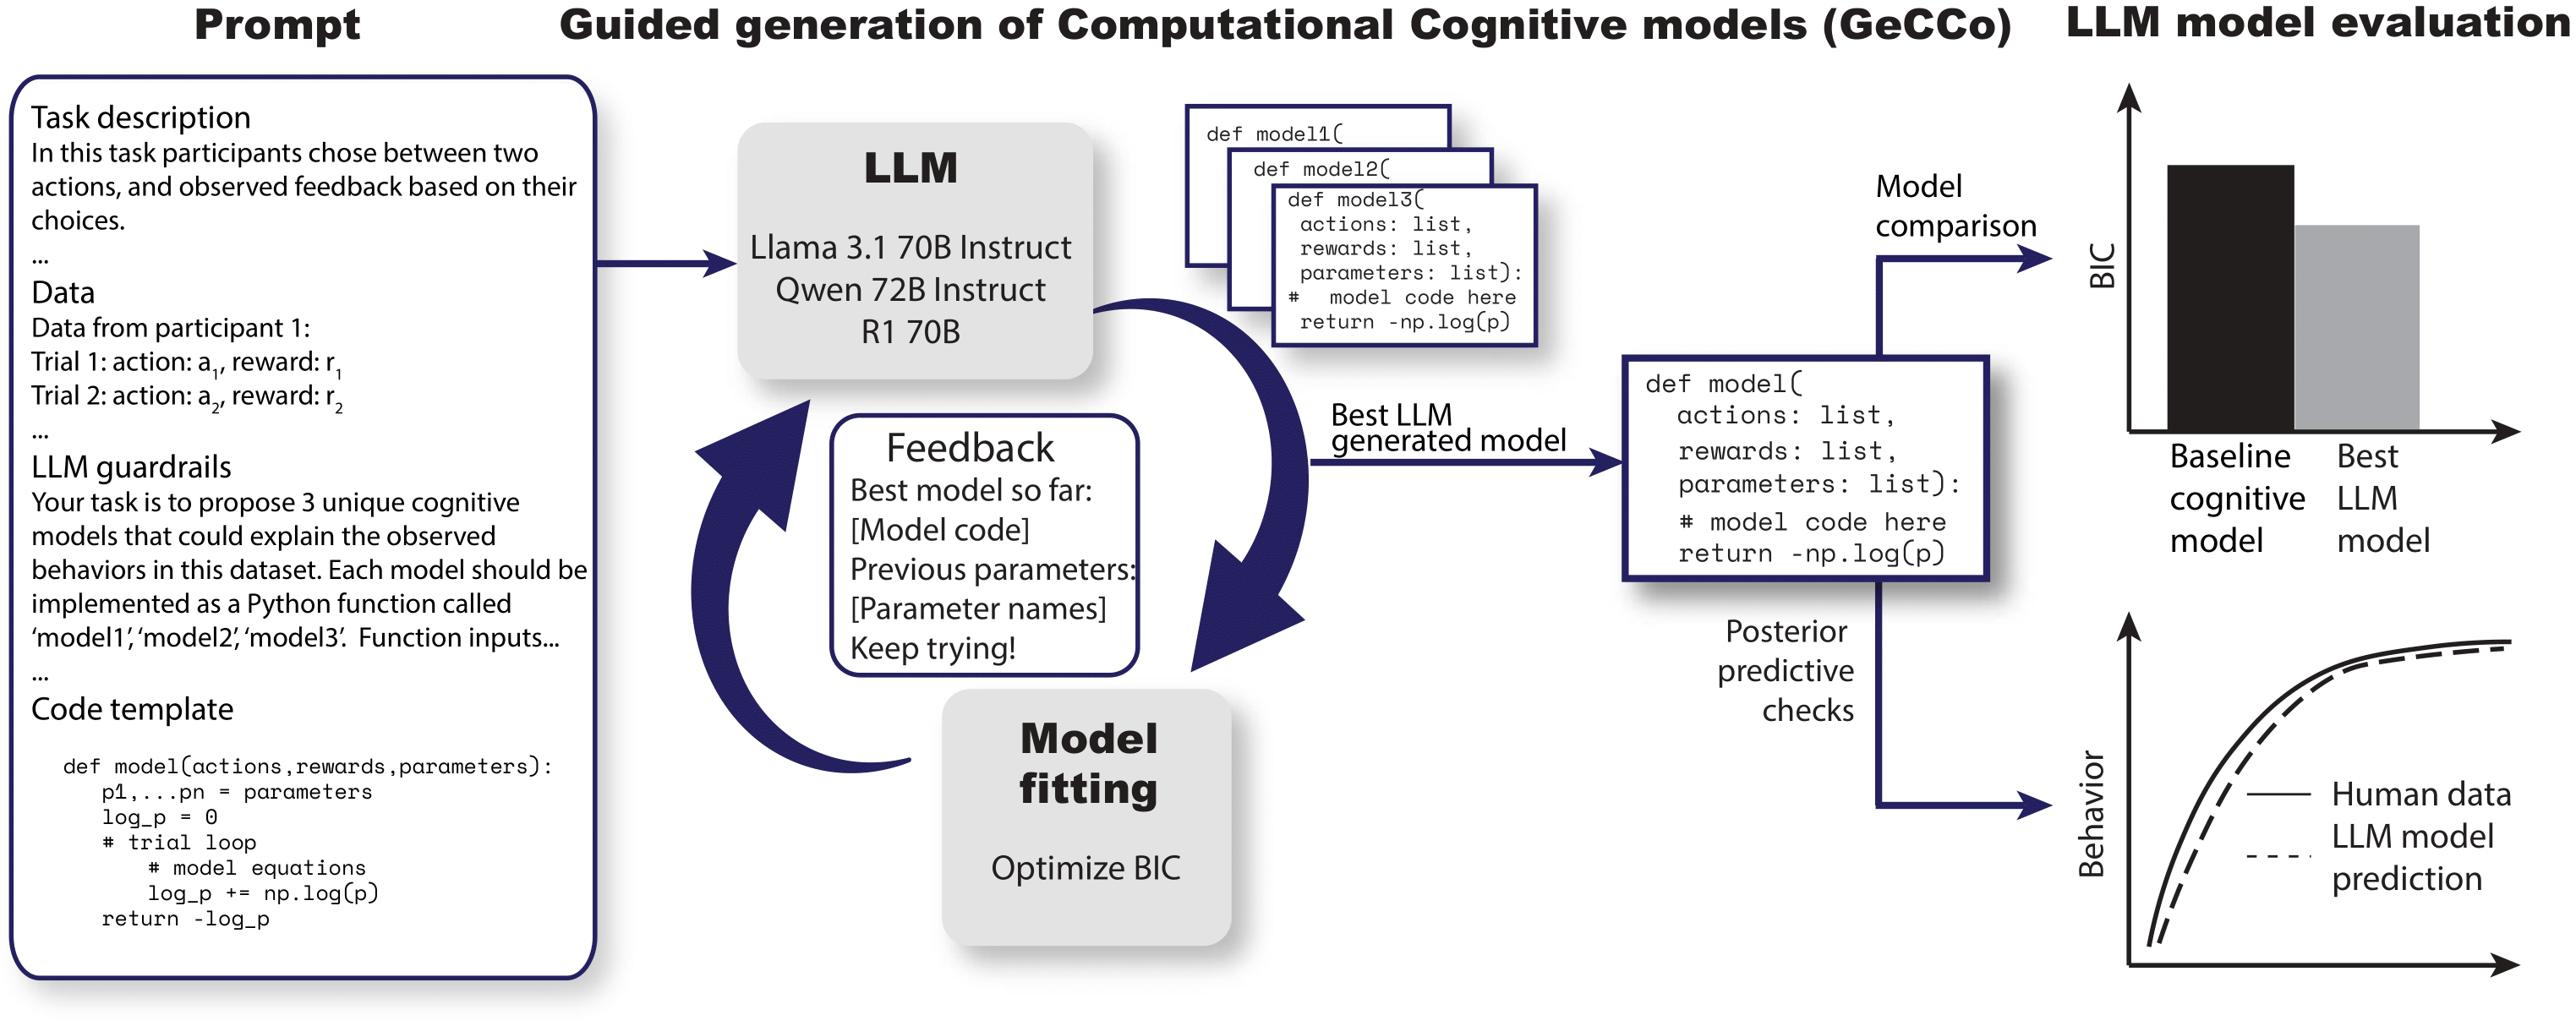 Prompt
Guided generation of Computational Cognitive models (GeCCo)
LLM model evaluation
Task description
In this task participants chose between two
actions, and observed feedback based on their
choices.
...
Data
Data from participant 1:
Trial 1: action: a1, reward: r1
Trial 2: action: a2, reward: r2
...
LLM guardrails
Your task is to propose 3 unique cognitive
models that could explain the observed
behaviors in this dataset. Each model should be
implemented as a Python function called
‘model1’, ‘model2’, ‘model3’. Function inputs...
...
Code template
def model(actions,rewards,parameters):
p1,...pn = parameters
log_p = 0
# trial loop
# model equations
log_p += np.log(p)
return -log_p
LLM
Llama 3.1 70B Instruct
Qwen 72B Instruct
R1 70B
Feedback
Best model so far:
[Model code]
Previous parameters:
[Parameter names]
Keep trying!
Model
fitting
Optimize BIC
def model1(
def model2(
def model3(
actions: list,
rewards: list,
parameters: list):
# model code here
return -np.log(p)
Best LLM
generated model
def model(
actions: list,
rewards: list,
parameters: list):
# model code here
return -np.log(p)
Model
comparison
Posterior
predictive
checks
BIC
Baseline
cognitive
model
Best
LLM
model
Behavior
Human data
LLM model
prediction